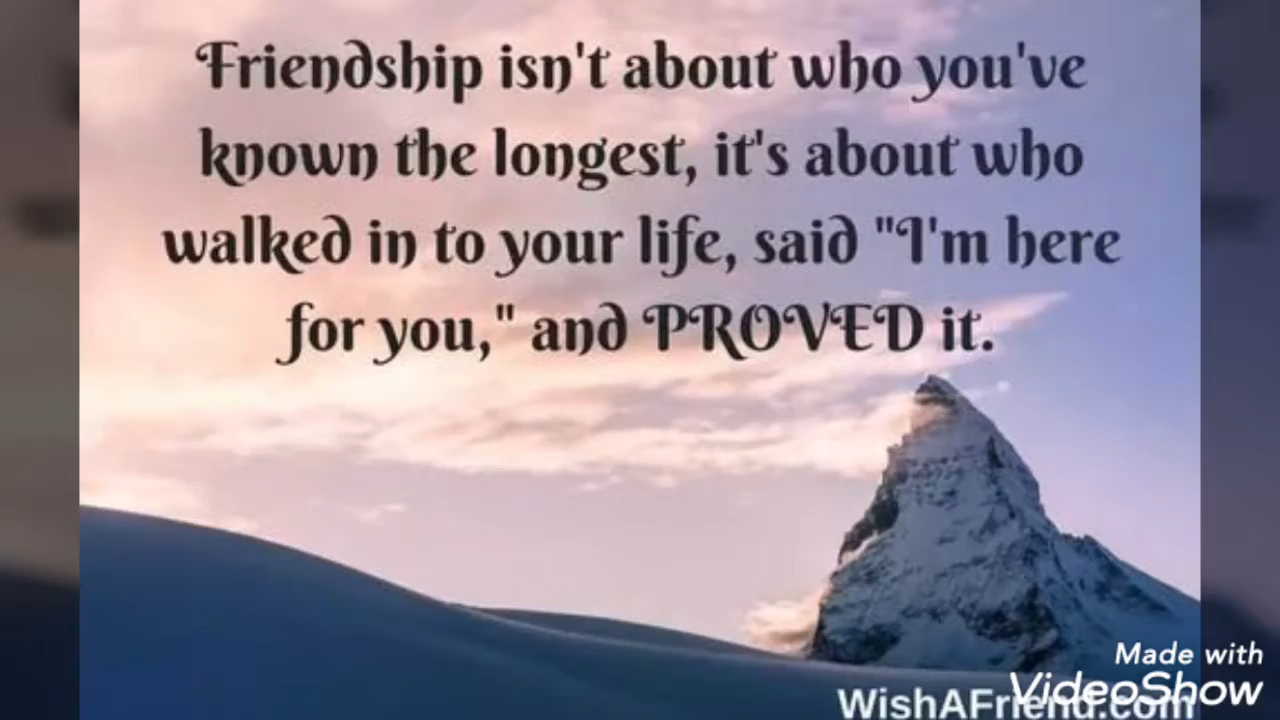 Friendship isn't about who you've
known the longest, it's about who
walked in to your life, said "I'm here
for you," and PROVED it.
Made with
VideoShow
WishAFriend.com